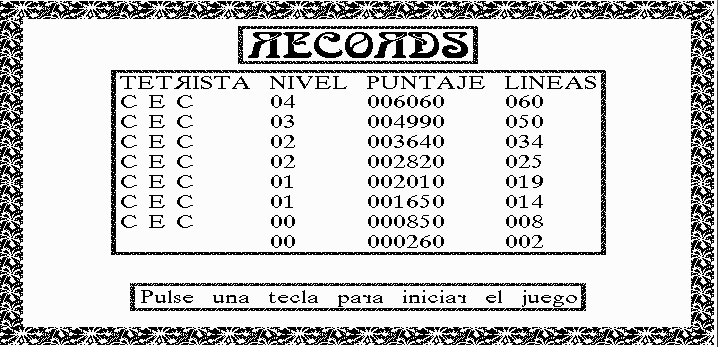 RECORDS
TETRISTA NIVEL PUNTAJE LINEAS
C E C 04 006060 060
C E C 03 004990 050
C E C 02 003640 034
C E C 02 002820 025
C E C 01 002010 019
C E C 01 001650 014
C E C 00 000850 008
00 000260 002
Pulse una tecla para iniciar el juego